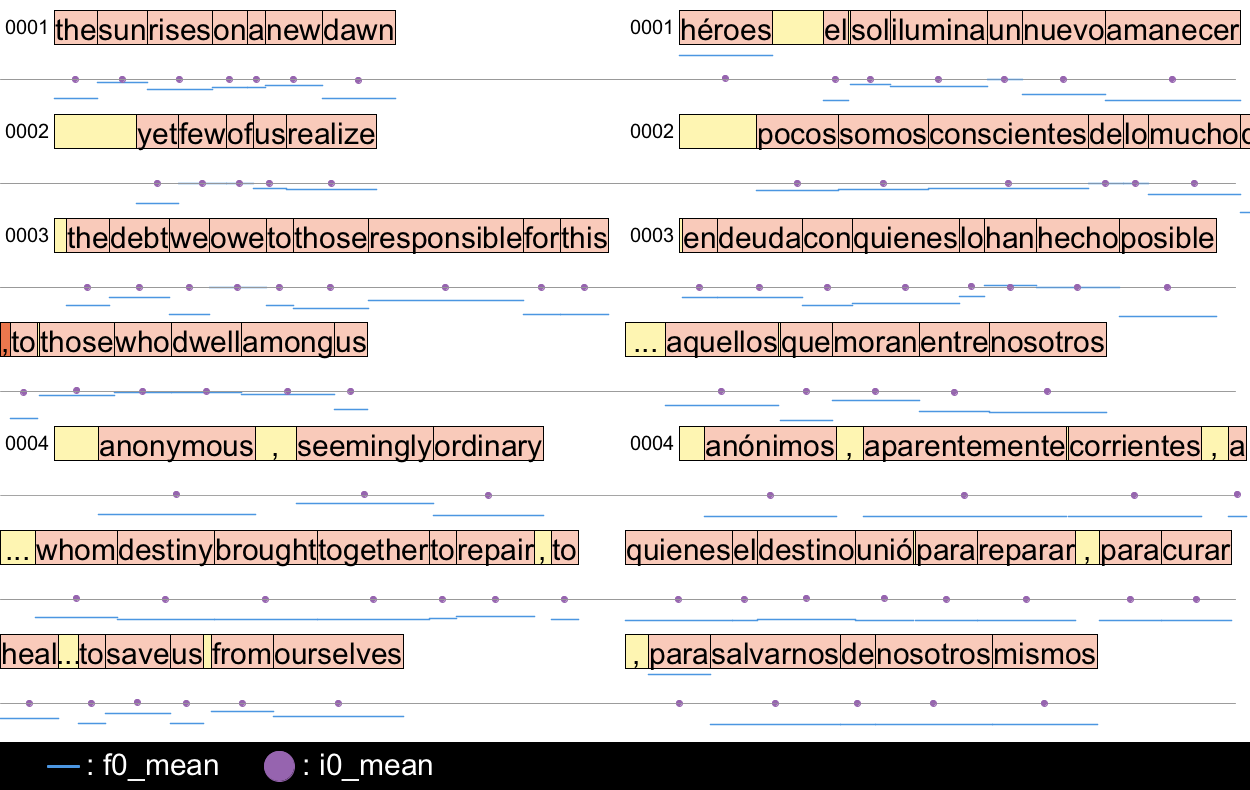 0001 the sun rises on a new dawn
0002 yet few of us realize
0003 the debt we owe to those responsible for this
, to those who dwell among us
0004 anonymous , seemingly ordinary
... whom destiny brought together to repair , to
heal ... to save us from ourselves
0001 héroes el sol ilumina un nuevo amanecer
0002 pocos somos conscientes de lo mucho
0003 en deuda con quienes lo han hecho posible
... aquellos que moran entre nosotros
0004 anónimos , aparentemente corrientes , a
quienes el destino unió para reparar , para curar
, para salvarnos de nosotros mismos
: f0_mean : i0_mean